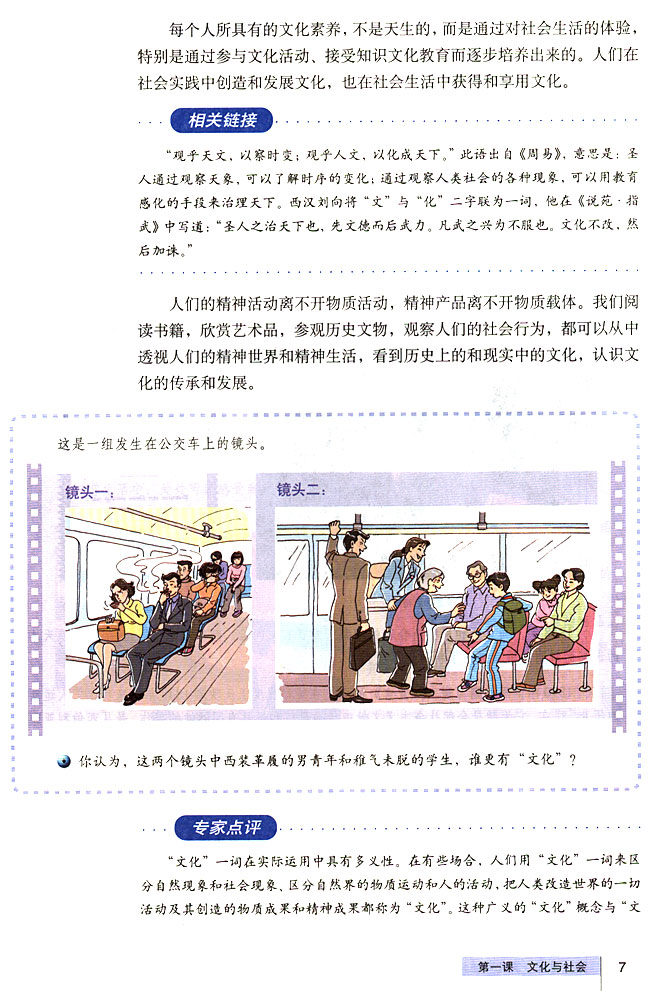 每个人所具有的文化素养，不是天生的，而是通过对社会生活的体验，
特别是通过参与文化活动、接受知识文化教育而逐步培养出来的。人们在
社会实践中创造和发展文化，也在社会生活中获得和享用文化。
相关链接
“观乎天文，以察时变；观乎人文，以化成天下。”此语出自《周易》，意思是：圣
人通过观察天象，可以了解时序的变化；通过观察人类社会的各种现象，可以用教育
感化的手段来治理天下。西汉刘向将“文”与“化”二字联为一词，他在《说苑·指
武》中写道：“圣人之治天下也，先文德而后武力。凡武之兴为不服也。文化不改，然
后加诛。”
人们的精神活动离不开物质活动，精神产品离不开物质载体。我们阅
读书籍，欣赏艺术品，参观历史文物，观察人们的社会行为，都可以从中
透视人们的精神世界和精神生活，看到历史上的和现实中的文化，认识文
化的传承和发展。
这是一组发生在公交车上的镜头。
镜头一：
镜头二：
你认为，这两个镜头中西装革履的男青年和稚气未脱的学生，谁更有“文化”？
专家点评
“文化”一词在实际运用中具有多义性。在有些场合，人们用“文化”一词来区
分自然现象和社会现象、区分自然界的物质运动和人的活动，把人类改造世界的一切
活动及其创造的物质成果和精神成果都称为“文化”。这种广义的“文化”概念与“文
第一课 文化与社会 7